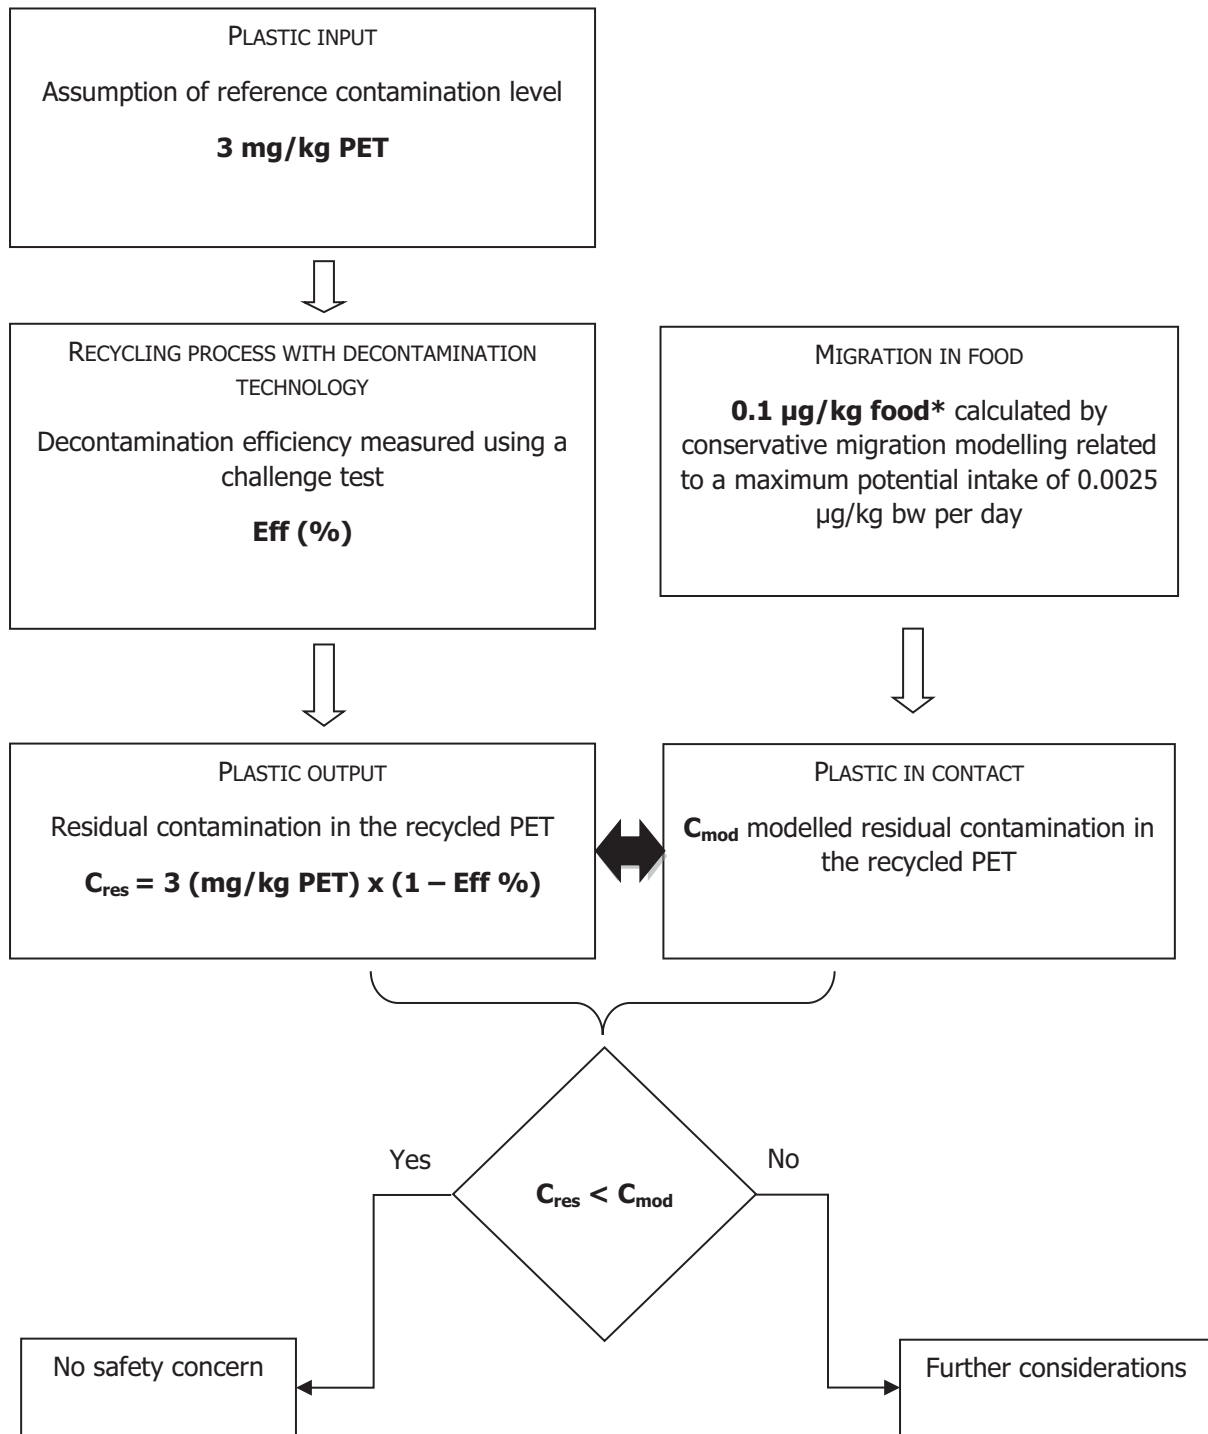 PLASTIC INPUT
Assumption of reference contamination level
3 mg/kg PET
RECYCLING PROCESS WITH DECONTAMINATION
TECHNOLOGY
Decontamination efficiency measured using a
challenge test
Eff (%)
MIGRATION IN FOOD
0.1 µg/kg food* calculated by
conservative migration modelling related
to a maximum potential intake of 0.0025
µg/kg bw per day
PLASTIC OUTPUT
Residual contamination in the recycled PET
Cres = 3 (mg/kg PET) x (1 – Eff %)
PLASTIC IN CONTACT
Cmod modelled residual contamination in
the recycled PET
Yes
No
Cres < Cmod
No safety concern
Further considerations